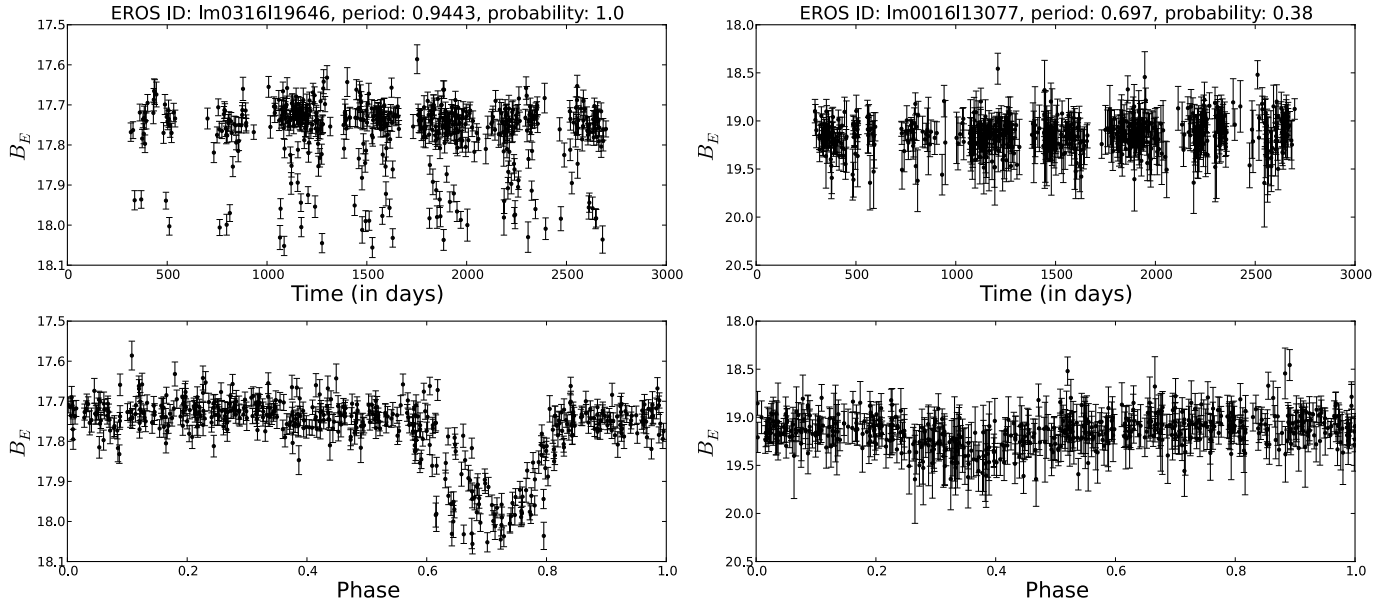 EROS ID: lm0316l19646, period: 0.9443, probability: 1.0
17.5
17.6
17.7
17.8
17.9
18.0
18.1
B_E
0 500 1000 1500 2000 2500 3000
Time (in days)
EROS ID: lm0016l13077, period: 0.697, probability: 0.38
18.0
18.5
19.0
19.5
20.0
20.5
B_E
0 500 1000 1500 2000 2500 3000
Time (in days)
17.5
17.6
17.7
17.8
17.9
18.0
18.1
B_E
0.0 0.2 0.4 0.6 0.8 1.0
Phase
18.0
18.5
19.0
19.5
20.0
20.5
B_E
0.0 0.2 0.4 0.6 0.8 1.0
Phase